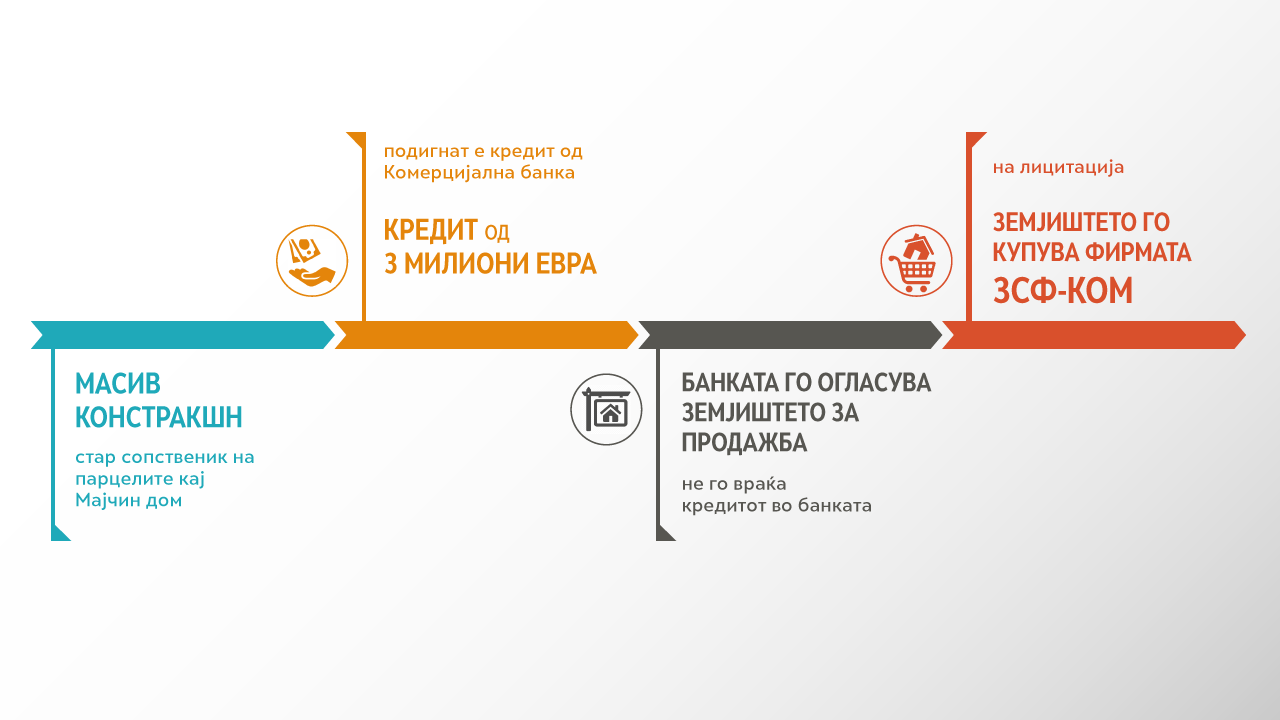 МАСИВ
КОНСТРАКШН
стар сопственик на
парцелите кај
Мајчин дом
подигнат е кредит од
Комерцијална банка
КРЕДИТ од
3 МИЛИОНИ ЕВРА
БАНКАТА ГО ОГЛАСУВА
ЗЕМЈИШТЕТО ЗА
ПРОДАЖБА
не го враќа
кредитот во банката
на лицитација
ЗЕМЈИШТЕТО ГО
КУПУВА ФИРМАТА
ЗСФ-КОМ